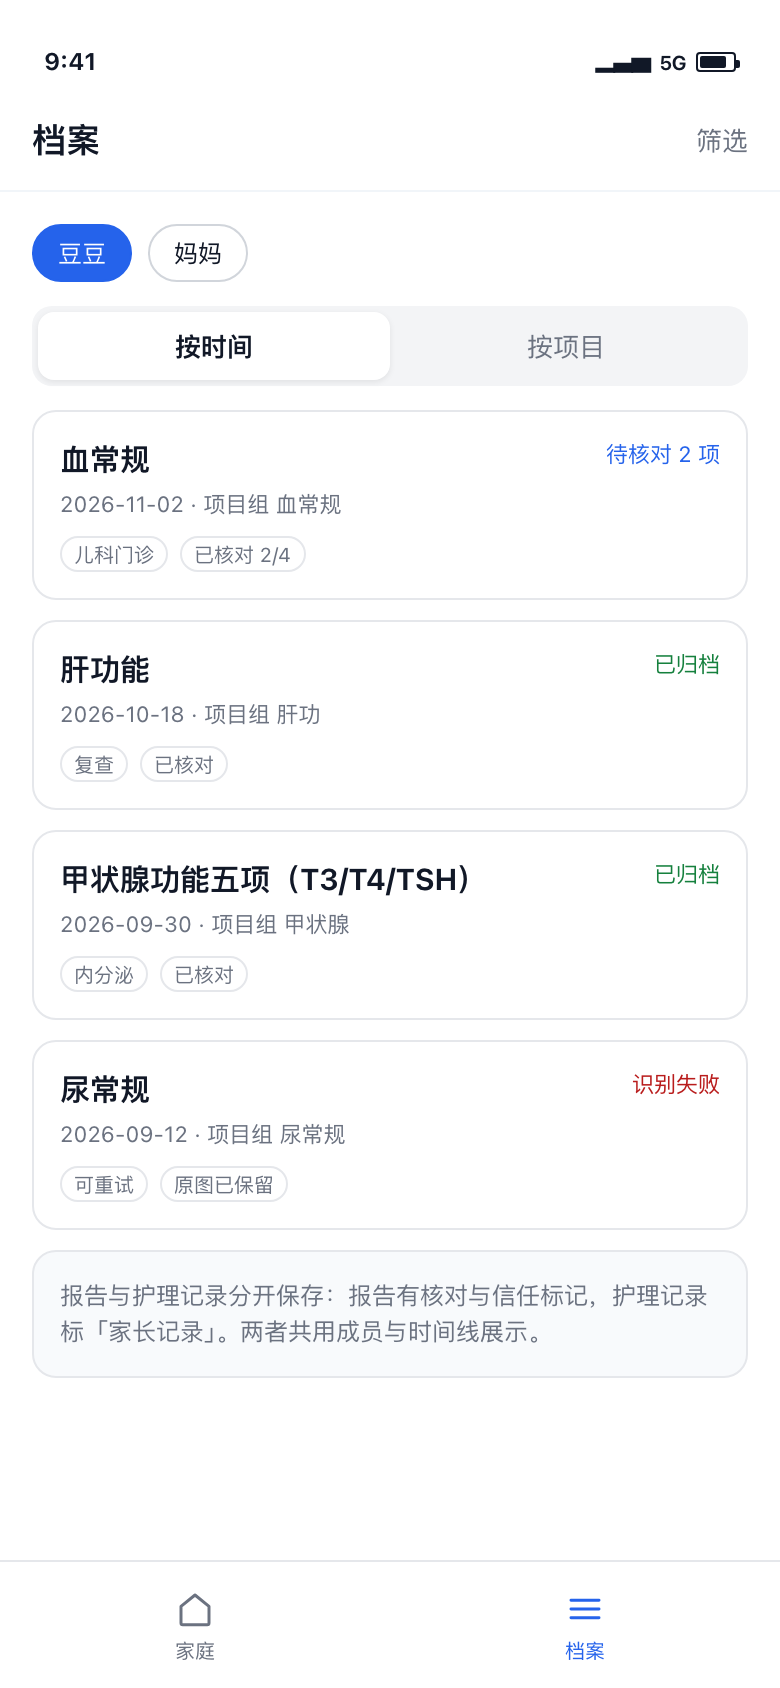 9:41
5G
档案
筛选
豆豆
妈妈
按时间
按项目
血常规
待核对 2 项
2026-11-02 · 项目组 血常规
儿科门诊
已核对 2/4
肝功能
已归档
2026-10-18 · 项目组 肝功
复查
已核对
甲状腺功能五项（T3/T4/TSH）
已归档
2026-09-30 · 项目组 甲状腺
内分泌
已核对
尿常规
识别失败
2026-09-12 · 项目组 尿常规
可重试
原图已保留
报告与护理记录分开保存：报告有核对与信任标记，护理记录
标「家长记录」。两者共用成员与时间线展示。
家庭
档案